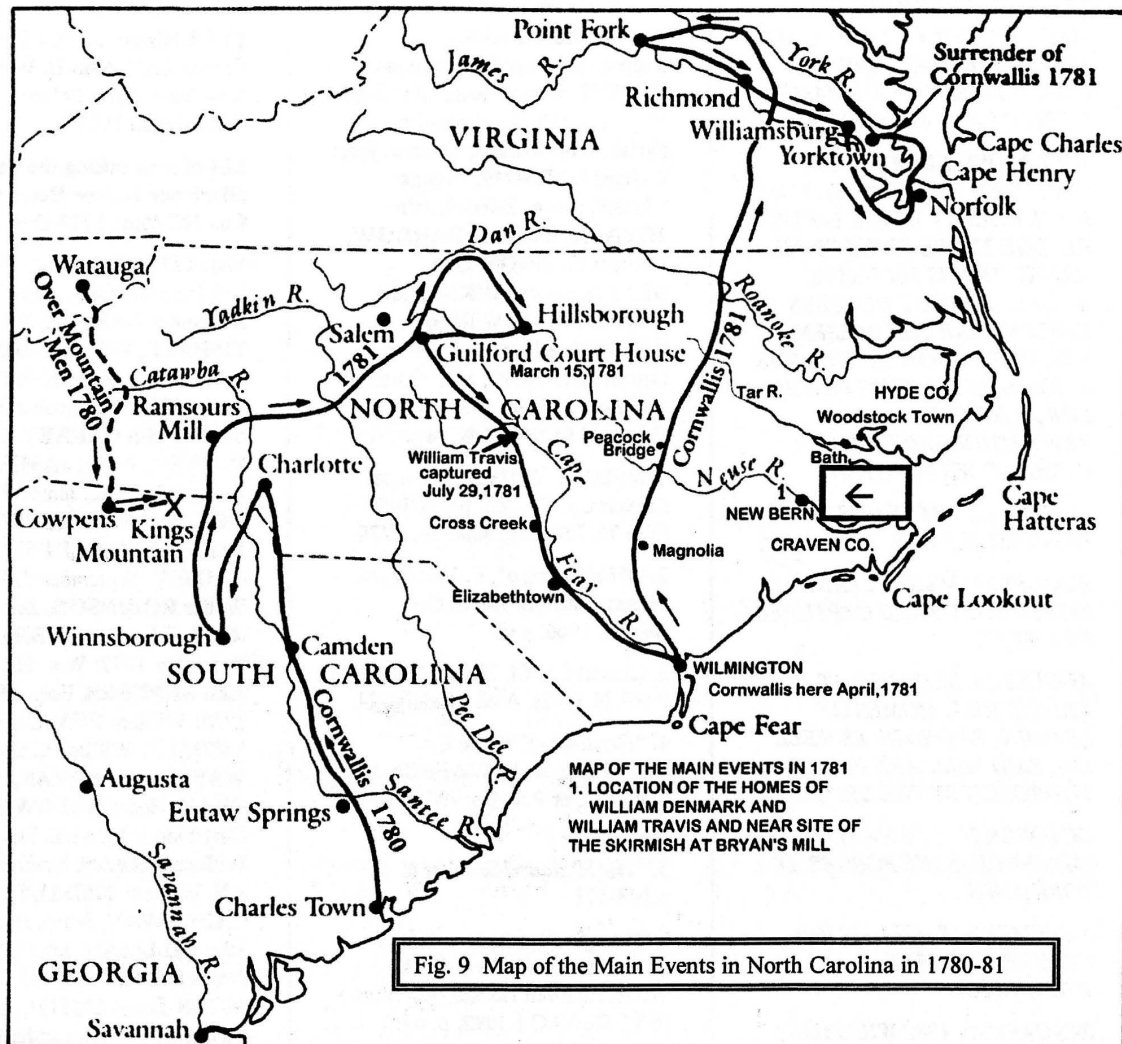 Point Fork
James R.
York R.
Surrender of
Cornwallis 1781
Richmond
VIRGINIA
Williamsburg
Yorktown
Cape Charles
Cape Henry
Norfolk
Dan R.
Watauga
Over Mountain
Men 1780
Yadkin R.
Salem
Hillsborough
Roanoke R.
1781
Guilford Court House
March 15,1781
Catawba R.
Ramsours
Mill
NORTH CAROLINA
Cornwallis 1781
Tar R.
HYDE CO.
Woodstock Town
Peacock
Bridge
Bath
William Travis
captured
July 29,1781
Charlotte
Cape Fear R.
Neuse R.
1
←
NEW BERN
Cape
Hatteras
Cowpens
X
Kings
Mountain
Cross Creek
CRAVEN CO.
Magnolia
Elizabethtown
Cape Lookout
Winnsborough
Camden
SOUTH CAROLINA
WILMINGTON
Cornwallis here April,1781
Pee Dee R.
Cape Fear
Cornwallis 1780
Augusta
Eutaw Springs
Santee R.
MAP OF THE MAIN EVENTS IN 1781
1. LOCATION OF THE HOMES OF
WILLIAM DENMARK AND
WILLIAM TRAVIS AND NEAR SITE OF
THE SKIRMISH AT BRYAN'S MILL
Savannah R.
Charles Town
Fig. 9 Map of the Main Events in North Carolina in 1780-81
GEORGIA
Savannah